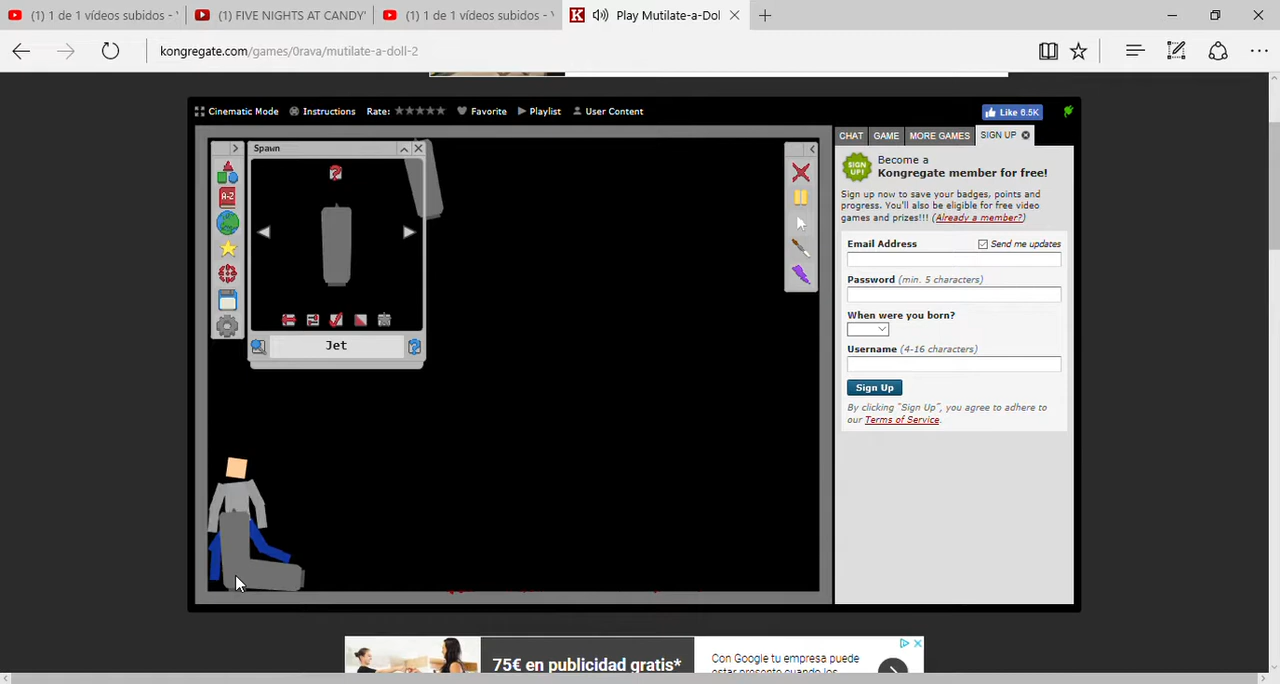 (1) 1 de 1 vídeos subidos -
(1) FIVE NIGHTS AT CANDY'
(1) 1 de 1 vídeos subidos -
K
Play Mutilate-a-Dol
kongregate.com/games/0rava/mutilate-a-doll-2
Cinematic Mode
Instructions
Rate:
Favorite
Playlist
User Content
Like 6.5K
Spawn
A-Z
Jet
CHAT
GAME
MORE GAMES
SIGN UP
SIGN UP!
Become a
Kongregate member for free!
Sign up now to save your badges, points and
progress. You'll also be eligible for free video
games and prizes!!! (Already a member?)
Email Address
Send me updates
Password (min. 5 characters)
When were you born?
Username (4-16 characters)
Sign Up
By clicking "Sign Up", you agree to adhere to
our Terms of Service.
75€ en publicidad gratis*
Con Google tu empresa puede